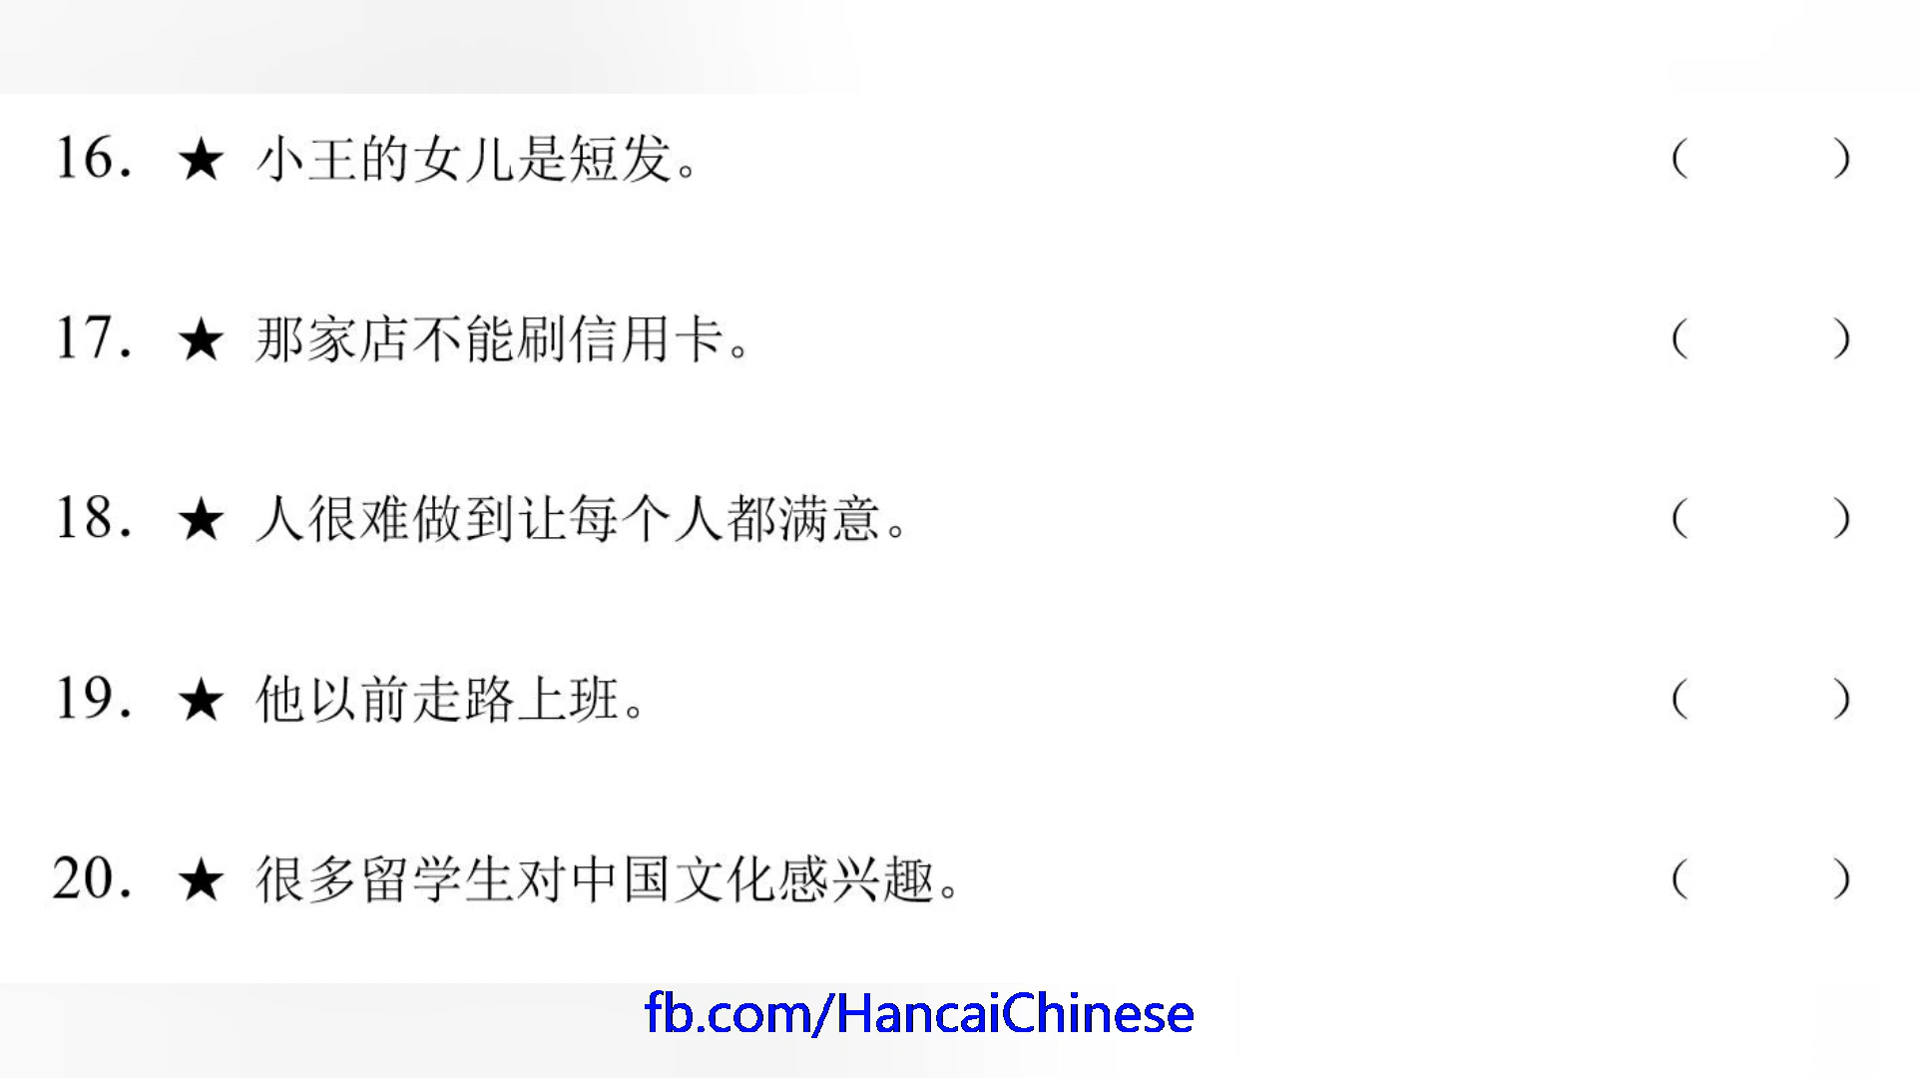 16. ★ 小王的女儿是短发。 ( )
17. ★ 那家店不能刷信用卡。 ( )
18. ★ 人很难做到让每个人都满意。 ( )
19. ★ 他以前走路上班。 ( )
20. ★ 很多留学生对中国文化感兴趣。 ( )
fb.com/HancaiChinese